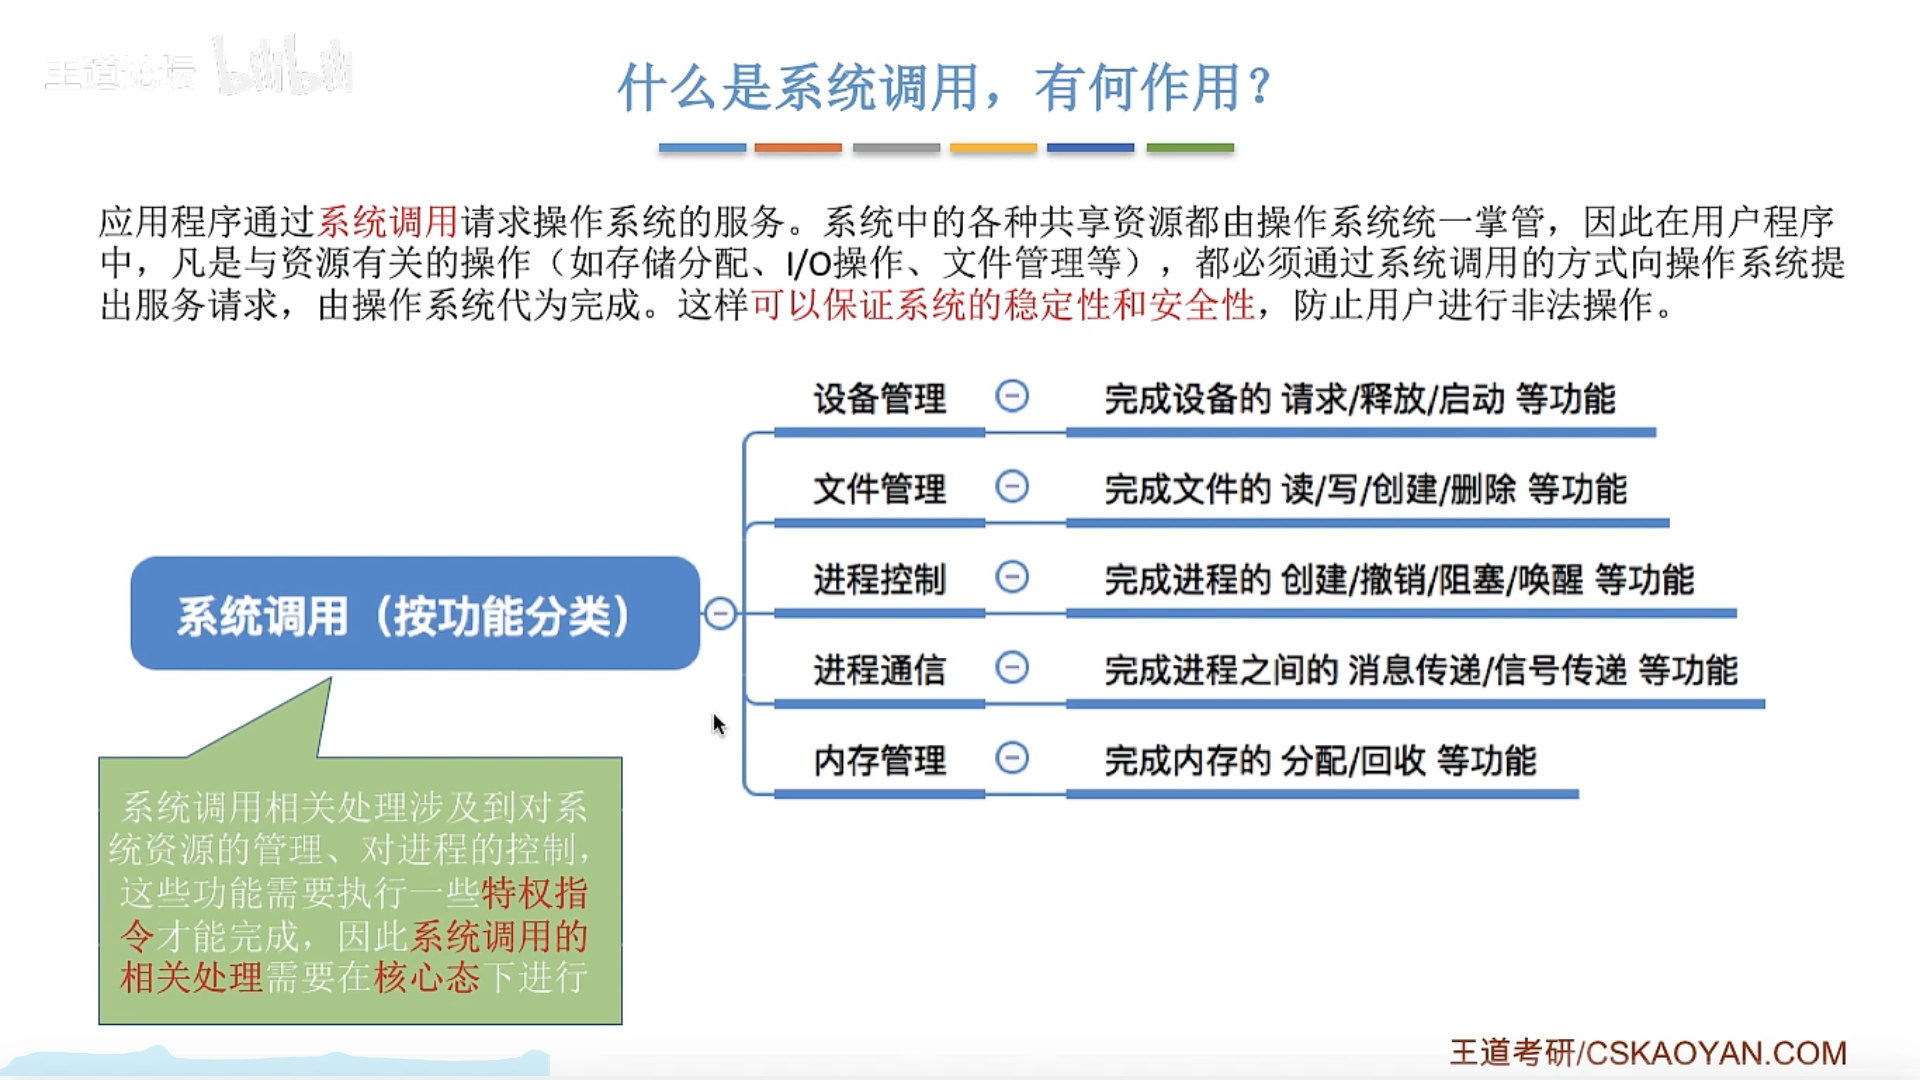 王道论坛 bilibili
什么是系统调用，有何作用？
应用程序通过系统调用请求操作系统的服务。系统中的各种共享资源都由操作系统统一掌管，因此在用户程序
中，凡是与资源有关的操作（如存储分配、I/O操作、文件管理等），都必须通过系统调用的方式向操作系统提
出服务请求，由操作系统代为完成。这样可以保证系统的稳定性和安全性，防止用户进行非法操作。
系统调用（按功能分类）
设备管理 完成设备的 请求/释放/启动 等功能
文件管理 完成文件的 读/写/创建/删除 等功能
进程控制 完成进程的 创建/撤销/阻塞/唤醒 等功能
进程通信 完成进程之间的 消息传递/信号传递 等功能
内存管理 完成内存的 分配/回收 等功能
系统调用相关处理涉及到对系
统资源的管理、对进程的控制，
这些功能需要执行一些特权指
令才能完成，因此系统调用的
相关处理需要在核心态下进行
王道考研/CSKAOYAN.COM